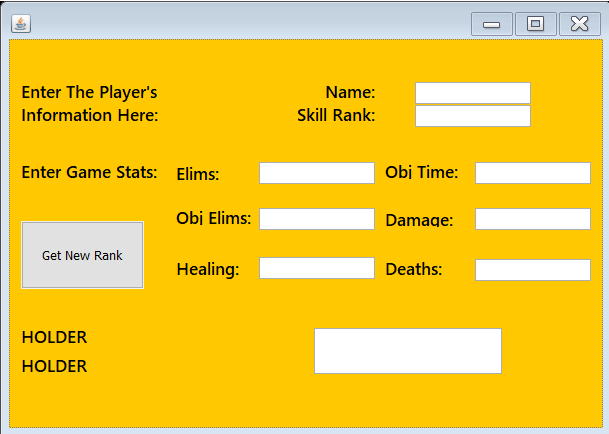 Enter The Player's Name:
Information Here: Skill Rank:
Enter Game Stats: Elims: Obj Time:
Obj Elims: Damage:
Get New Rank
Healing: Deaths:
HOLDER
HOLDER